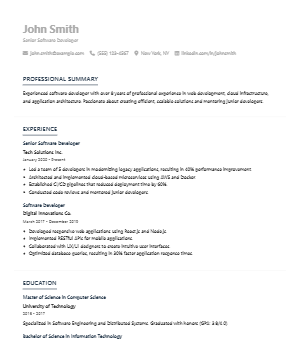 John Smith
Senior Software Developer
john.smith@example.com (555) 123-4567 New York, NY linkedin.com/in/johnsmith
PROFESSIONAL SUMMARY
Experienced software developer with over 8 years of professional experience in web development, cloud infrastructure,
and application architecture. Passionate about creating efficient, scalable solutions and mentoring junior developers.
EXPERIENCE
Senior Software Developer
Tech Solutions Inc.
January 2020 - Present
Led a team of 5 developers in modernizing legacy applications, resulting in 40% performance improvement
Architected and implemented cloud-based microservices using AWS and Docker
Established CI/CD pipelines that reduced deployment time by 60%
Conducted code reviews and mentored junior developers
Software Developer
Digital Innovations Co.
March 2017 - December 2019
Developed responsive web applications using React.js and Node.js
Implemented RESTful APIs for mobile applications
Collaborated with UX/UI designers to create intuitive user interfaces
Optimized database queries, resulting in 30% faster application response times
EDUCATION
Master of Science in Computer Science
University of Technology
2015 - 2017
Specialized in Software Engineering and Distributed Systems. Graduated with honors (GPA: 3.8/4.0)
Bachelor of Science in Information Technology